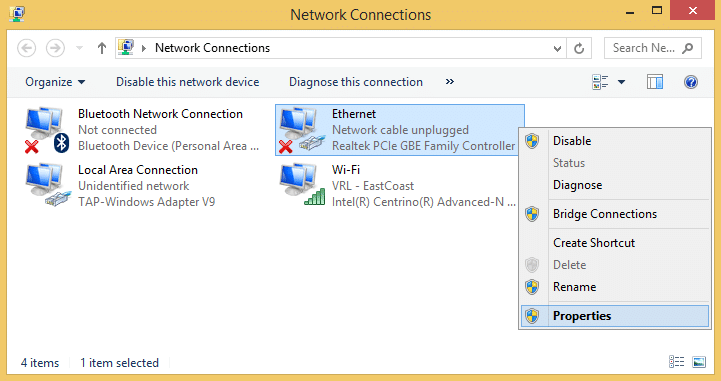 Network Connections
Network Connections
Search Ne...
Organize
Disable this network device
Diagnose this connection
»
Bluetooth Network Connection
Not connected
Bluetooth Device (Personal Area ...
Ethernet
Network cable unplugged
Realtek PCIe GBE Family Controller
Local Area Connection
Unidentified network
TAP-Windows Adapter V9
Wi-Fi
VRL - EastCoast
Intel(R) Centrino(R) Advanced-N ...
Disable
Status
Diagnose
Bridge Connections
Create Shortcut
Delete
Rename
Properties
4 items
1 item selected